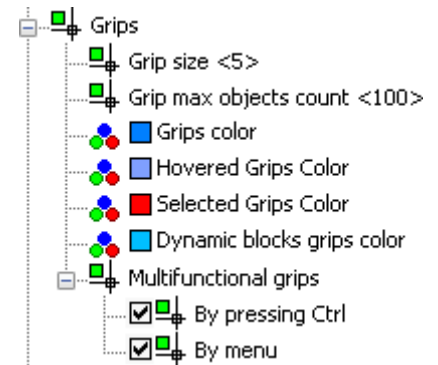 Grips
Grip size <5>
Grip max objects count <100>
Grips color
Hovered Grips Color
Selected Grips Color
Dynamic blocks grips color
Multifunctional grips
By pressing Ctrl
By menu